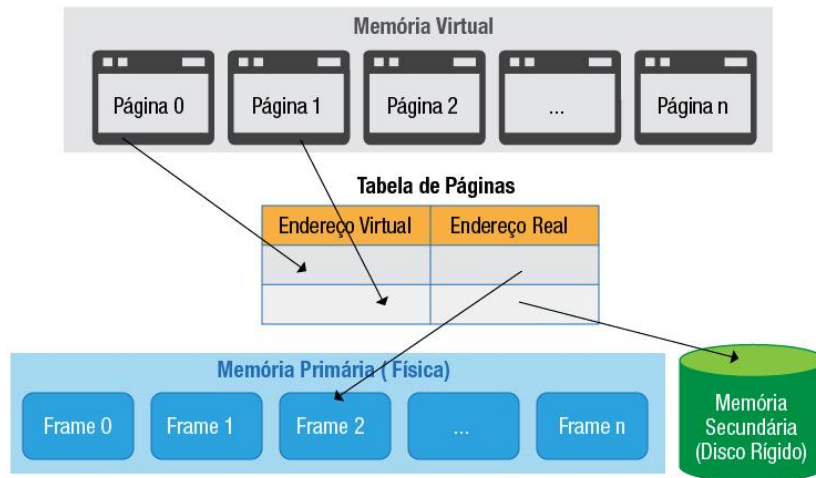 Memória Virtual
Página 0
Página 1
Página 2
...
Página n
Tabela de Páginas
Endereço Virtual
Endereço Real
Memória Primária ( Física)
Frame 0
Frame 1
Frame 2
...
Frame n
Memória
Secundária
(Disco Rígido)